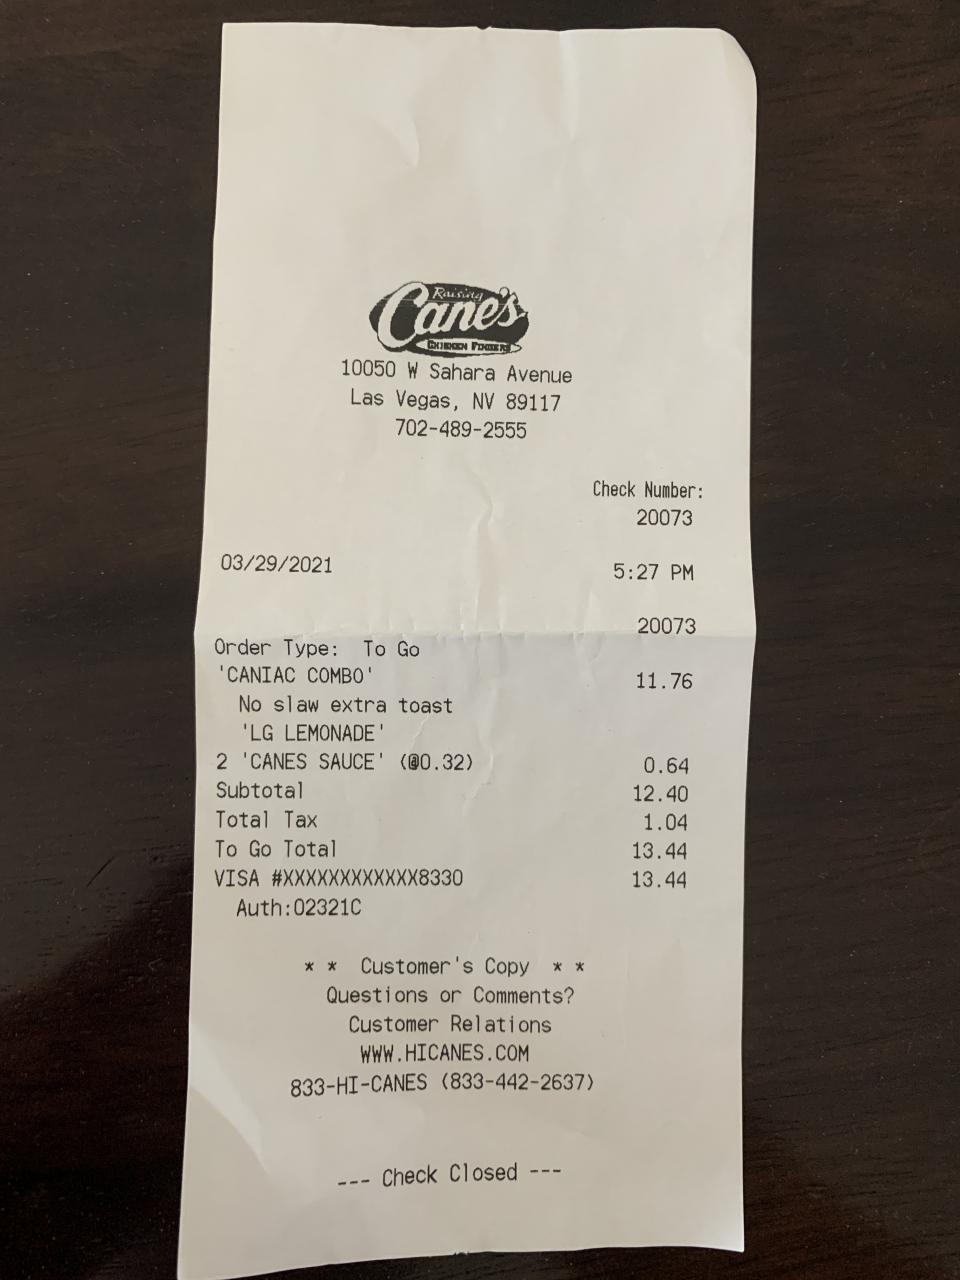 Raising
Cane's
CHICKEN FINGERS
10050 W Sahara Avenue
Las Vegas, NV 89117
702-489-2555
Check Number:
20073
03/29/2021 5:27 PM
20073
Order Type: To Go
'CANIAC COMBO' 11.76
No slaw extra toast
'LG LEMONADE'
2 'CANES SAUCE' (@0.32) 0.64
Subtotal 12.40
Total Tax 1.04
To Go Total 13.44
VISA #XXXXXXXXXXXX8330 13.44
Auth:02321C
* * Customer's Copy * *
Questions or Comments?
Customer Relations
WWW.HICANES.COM
833-HI-CANES (833-442-2637)
--- Check Closed ---